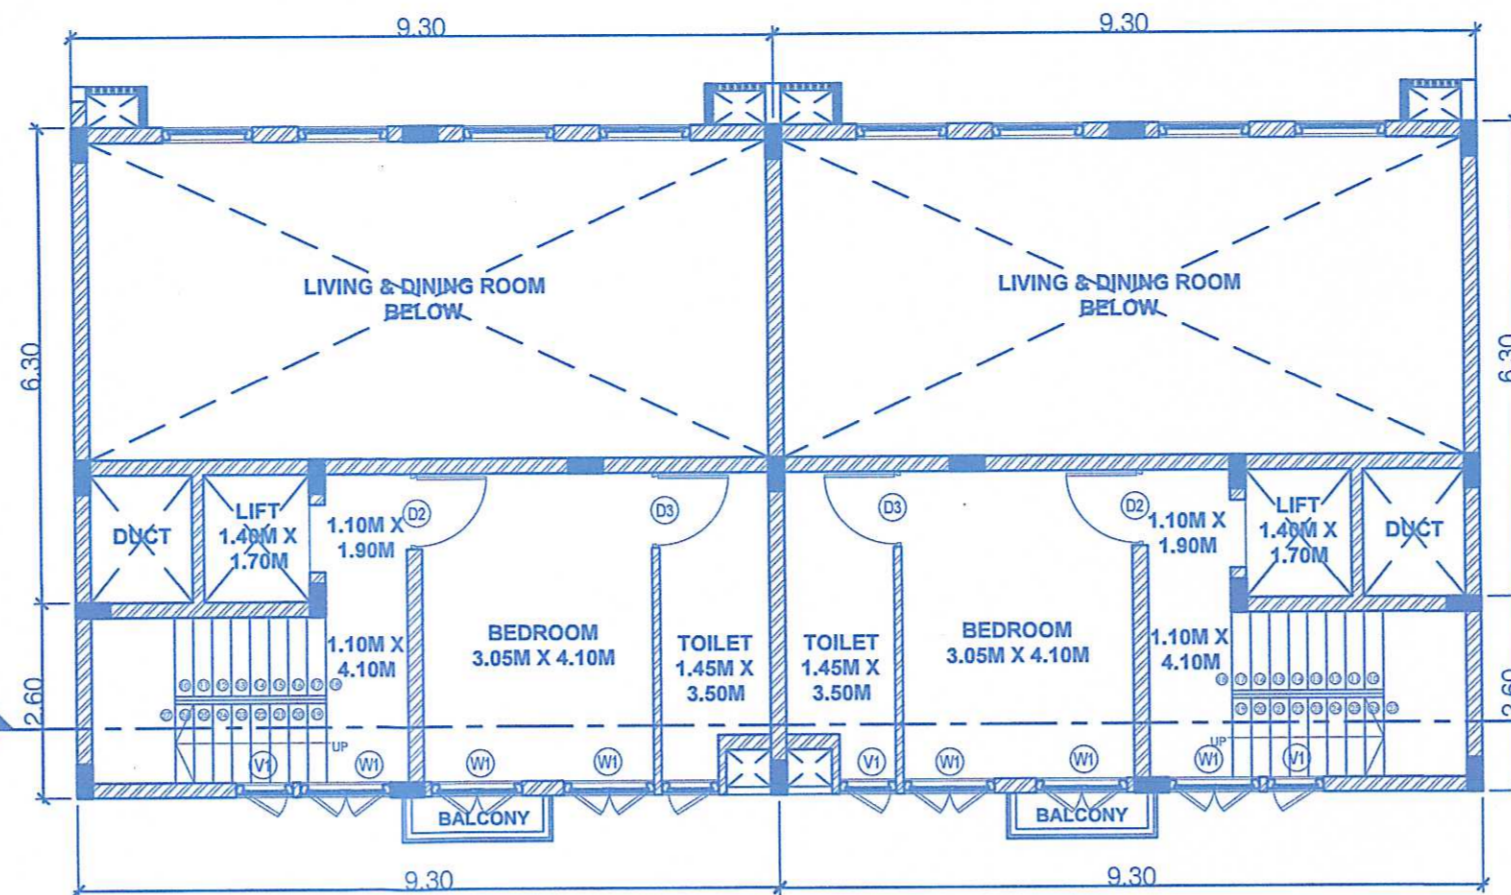 9.30
9.30
LIVING & DINING ROOM
BELOW
LIVING & DINING ROOM
BELOW
6.30
6.30
DUCT
LIFT
1.40M X
1.70M
1.10M X
1.90M
D2
D3
D3
D2
1.10M X
1.90M
LIFT
1.40M X
1.70M
DUCT
1.10M X
4.10M
BEDROOM
3.05M X 4.10M
TOILET
1.45M X
3.50M
TOILET
1.45M X
3.50M
BEDROOM
3.05M X 4.10M
1.10M X
4.10M
2.60
2.60
UP
UP
V1
W1
W1
W1
V1
W1
W1
W1
V1
BALCONY
BALCONY
9.30
9.30